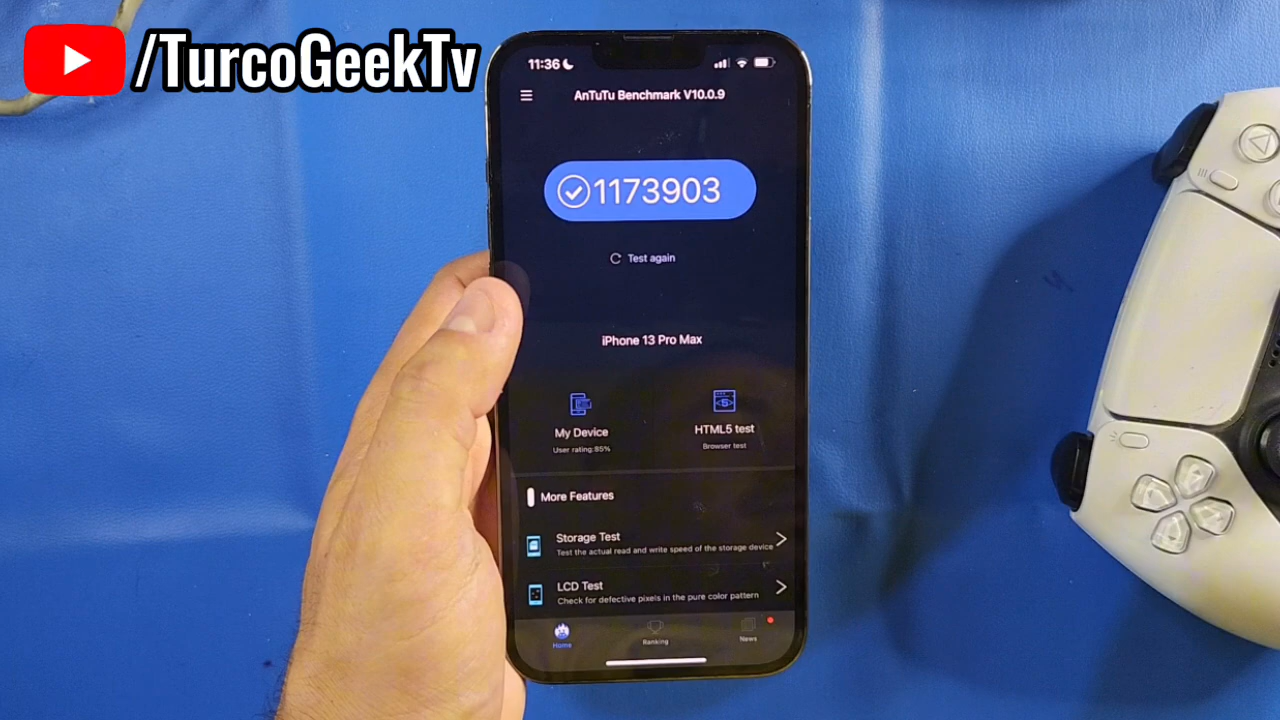 /TurcoGeekTv
11:36
AnTuTu Benchmark V10.0.9
1173903
Test again
iPhone 13 Pro Max
My Device
User rating:85%
HTML5 test
Browser test
More Features
Storage Test
Test the actual read and write speed of the storage device
LCD Test
Check for defective pixels in the pure color pattern
Home
Ranking
News